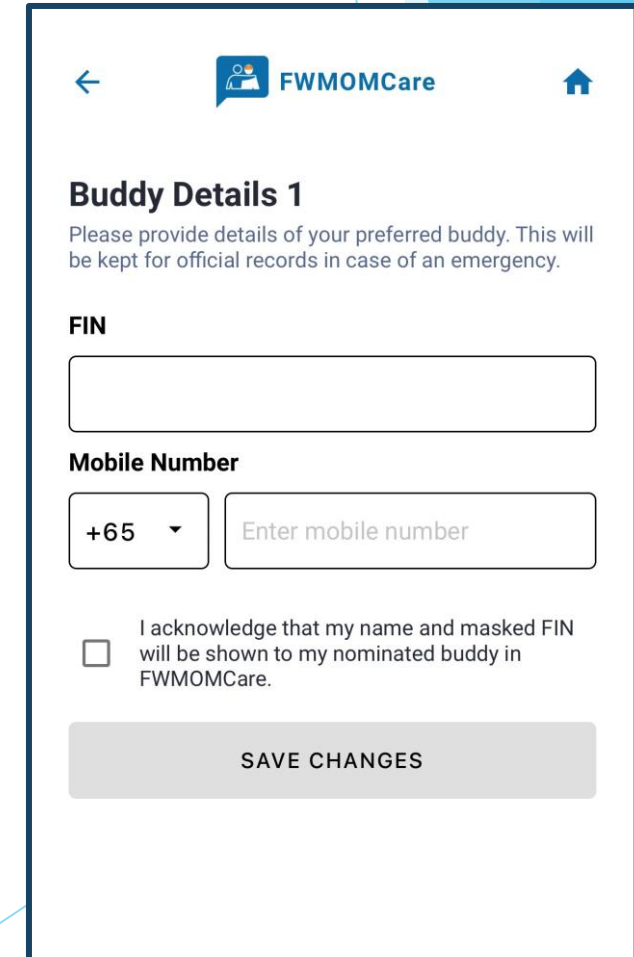 FWMOMCare
Buddy Details 1
Please provide details of your preferred buddy. This will
be kept for official records in case of an emergency.
FIN
Mobile Number
+65
Enter mobile number
I acknowledge that my name and masked FIN
will be shown to my nominated buddy in
FWMOMCare.
SAVE CHANGES